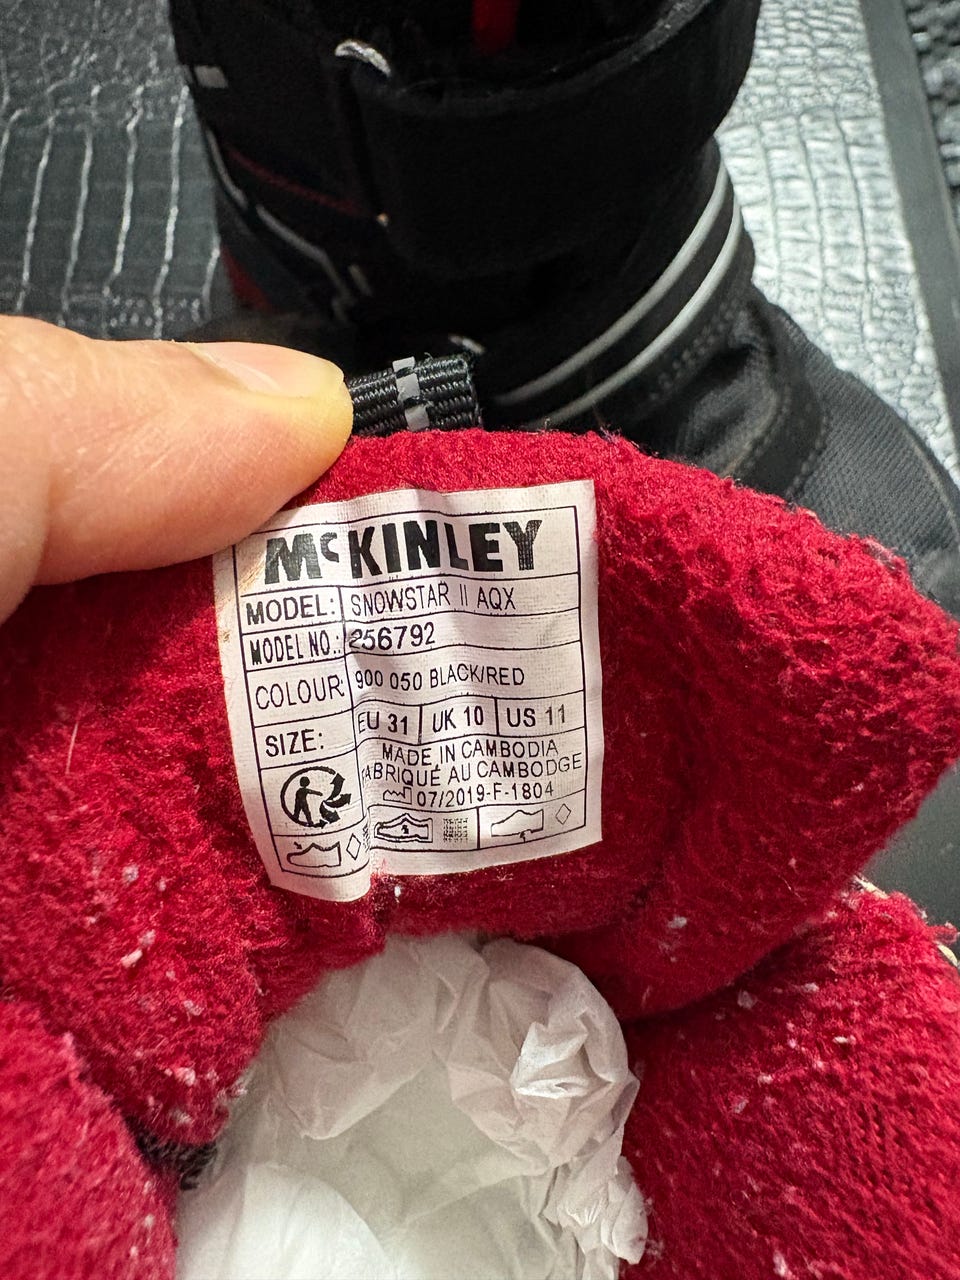 McKINLEY
MODEL: SNOWSTAR II AQX
MODEL NO.: 256792
COLOUR: 900 050 BLACK/RED
SIZE: EU 31 UK 10 US 11
MADE IN CAMBODIA
FABRIQUÉ AU CAMBODGE
07/2019-F-1804